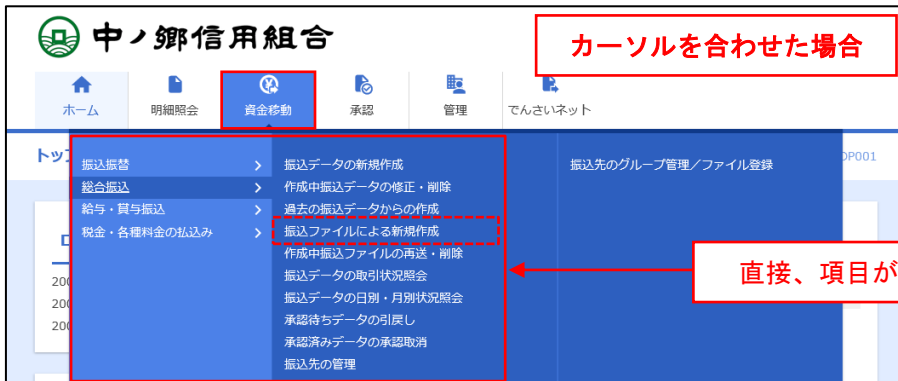 中ノ郷信用組合
カーソルを合わせた場合
ホーム
明細照会
資金移動
承認
管理
でんさいネット
トップ
振込振替
総合振込
給与・賞与振込
税金・各種料金の払込み
振込データの新規作成
作成中振込データの修正・削除
過去の振込データからの作成
振込ファイルによる新規作成
作成中振込ファイルの再送・削除
振込データの取引状況照会
振込データの日別・月別状況照会
承認待ちデータの引戻し
承認済みデータの承認取消
振込先の管理
振込先のグループ管理／ファイル登録
OP001
直接、項目が
200
200
200